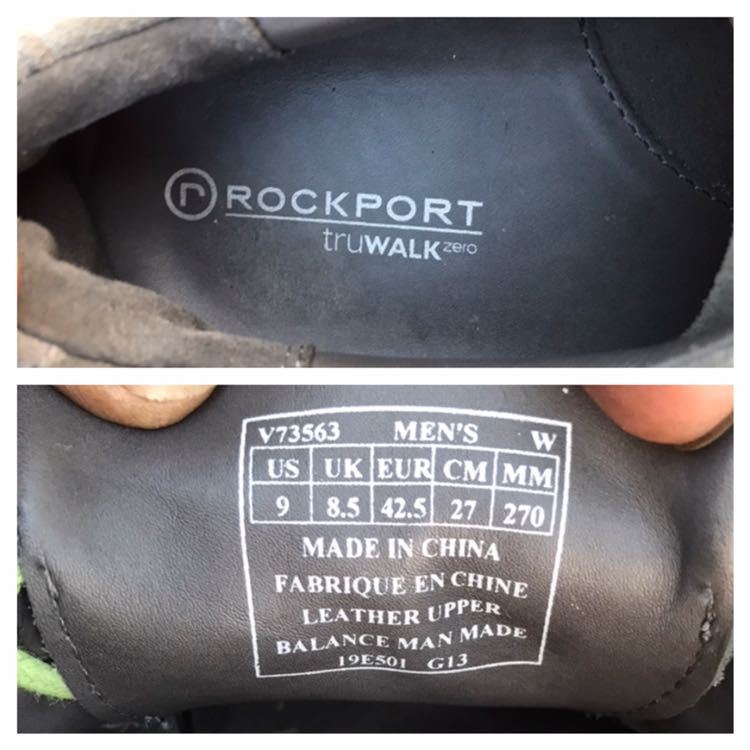 r ROCKPORT
truWALK zero
V73563 MEN'S W
US UK EUR CM MM
9 8.5 42.5 27 270
MADE IN CHINA
FABRIQUE EN CHINE
LEATHER UPPER
BALANCE MAN MADE
19E501 G13